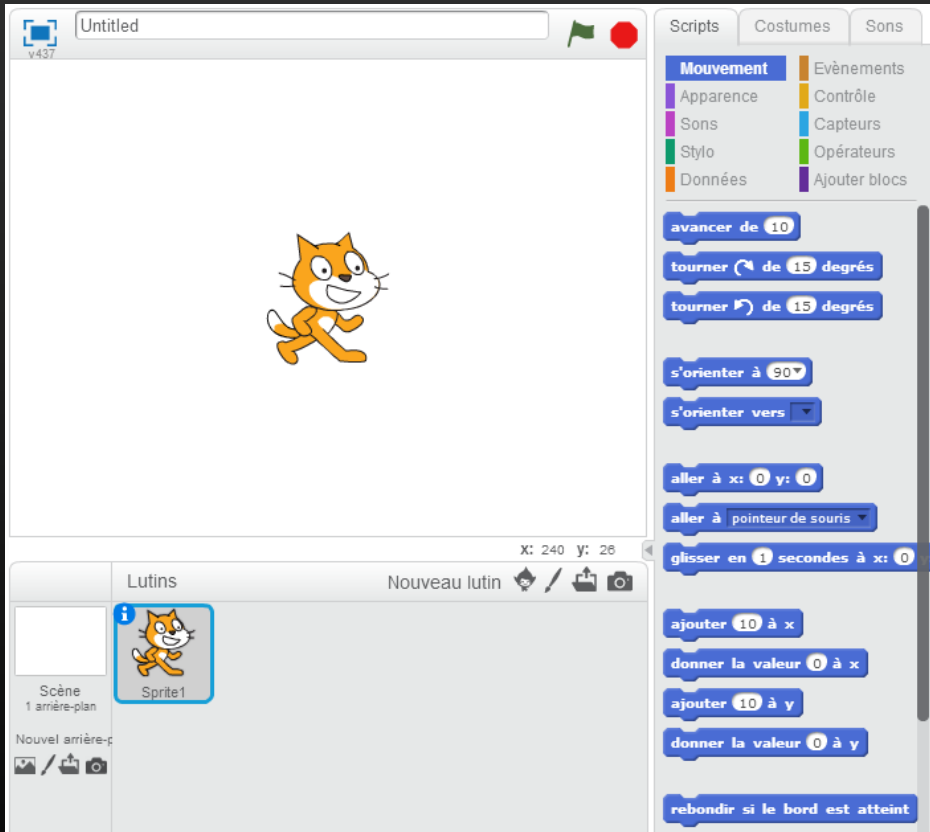 Untitled
v437
Scripts Costumes Sons
Mouvement Evènements
Apparence Contrôle
Sons Capteurs
Stylo Opérateurs
Données Ajouter blocs
avancer de 10
tourner de 15 degrés
tourner de 15 degrés
s'orienter à 90
s'orienter vers
aller à x: 0 y: 0
aller à pointeur de souris
glisser en 1 secondes à x: 0
ajouter 10 à x
donner la valeur 0 à x
ajouter 10 à y
donner la valeur 0 à y
rebondir si le bord est atteint
X: 240 y: 26
Lutins Nouveau lutin
Sprite1
Scène
1 arrière-plan
Nouvel arrière-p